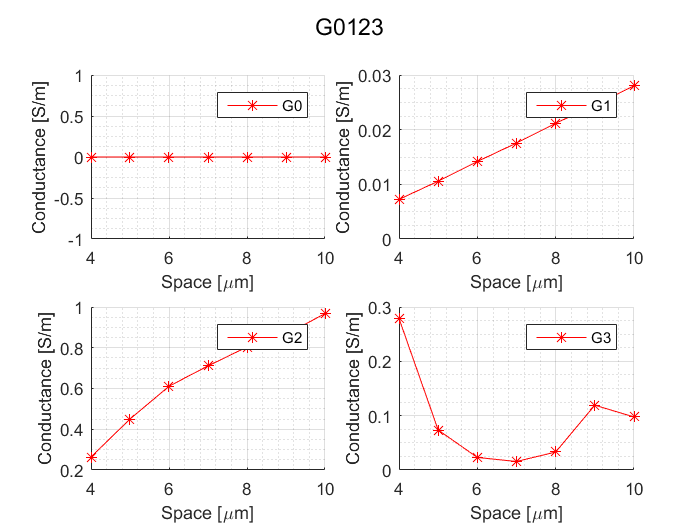 G0123
Conductance [S/m]
1
0.5
0
-0.5
-1
G0
4 6 8 10
Space [μm]
Conductance [S/m]
0.03
0.02
0.01
0
G1
4 6 8 10
Space [μm]
Conductance [S/m]
1
0.8
0.6
0.4
0.2
G2
4 6 8 10
Space [μm]
Conductance [S/m]
0.3
0.2
0.1
0
G3
4 6 8 10
Space [μm]